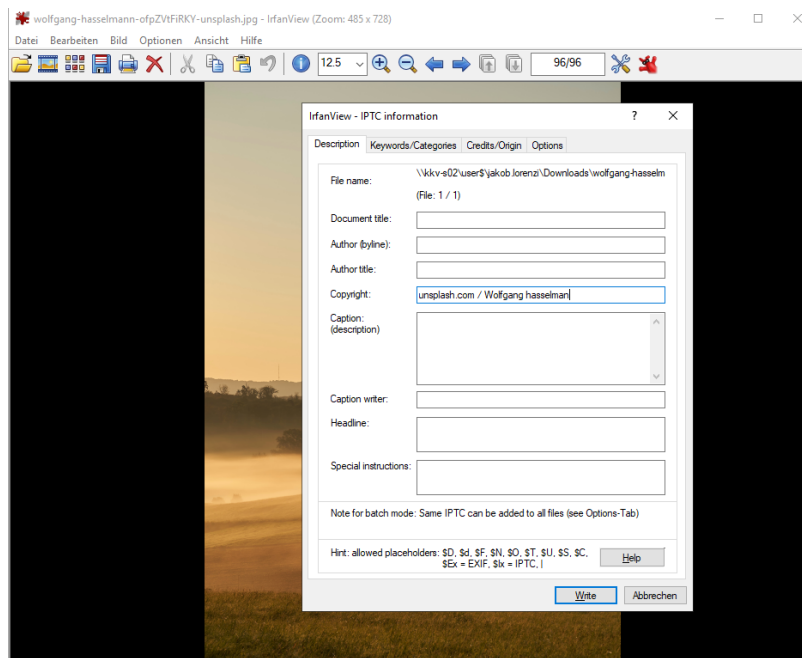 wolfgang-hasselmann-ofpZVtFiRKY-unsplash.jpg - IrfanView (Zoom: 485 x 728)
Datei Bearbeiten Bild Optionen Ansicht Hilfe
12.5 96/96
IrfanView - IPTC information
Description Keywords/Categories Credits/Origin Options
File name: \\kkv-s02\user$\jakob.lorenzi\Downloads\wolfgang-hasselm
(File: 1 / 1)
Document title:
Author (byline):
Author title:
Copyright: unsplash.com / Wolfgang hasselman
Caption:
(description)
Caption writer:
Headline:
Special instructions:
Note for batch mode: Same IPTC can be added to all files (see Options-Tab)
Hint: allowed placeholders: $D, $d, $F, $N, $O, $T, $U, $S, $C,
$Ex = EXIF, $Ix = IPTC, |
Help
Write Abbrechen